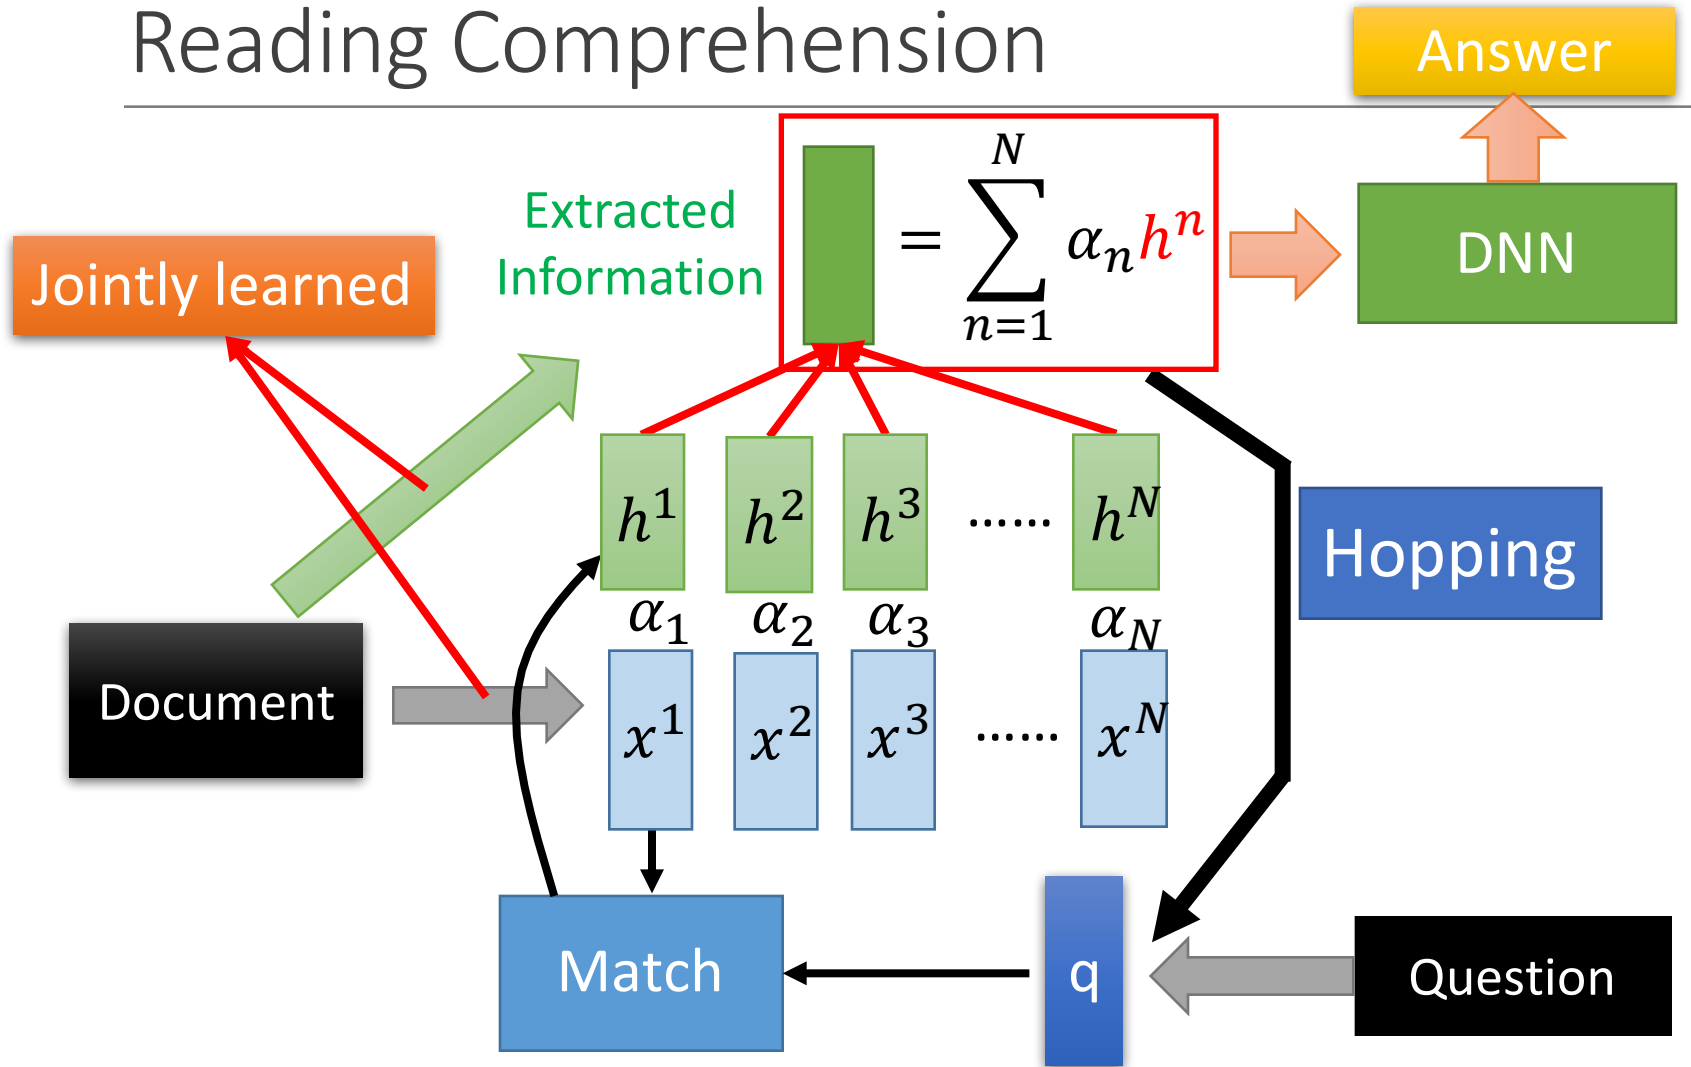 Reading Comprehension
Answer
Extracted
Information
= \sum_{n=1}^{N} α_n h^n
DNN
Jointly learned
h^1 h^2 h^3 …… h^N
Hopping
α_1 α_2 α_3 α_N
Document
x^1 x^2 x^3 …… x^N
Match
q
Question